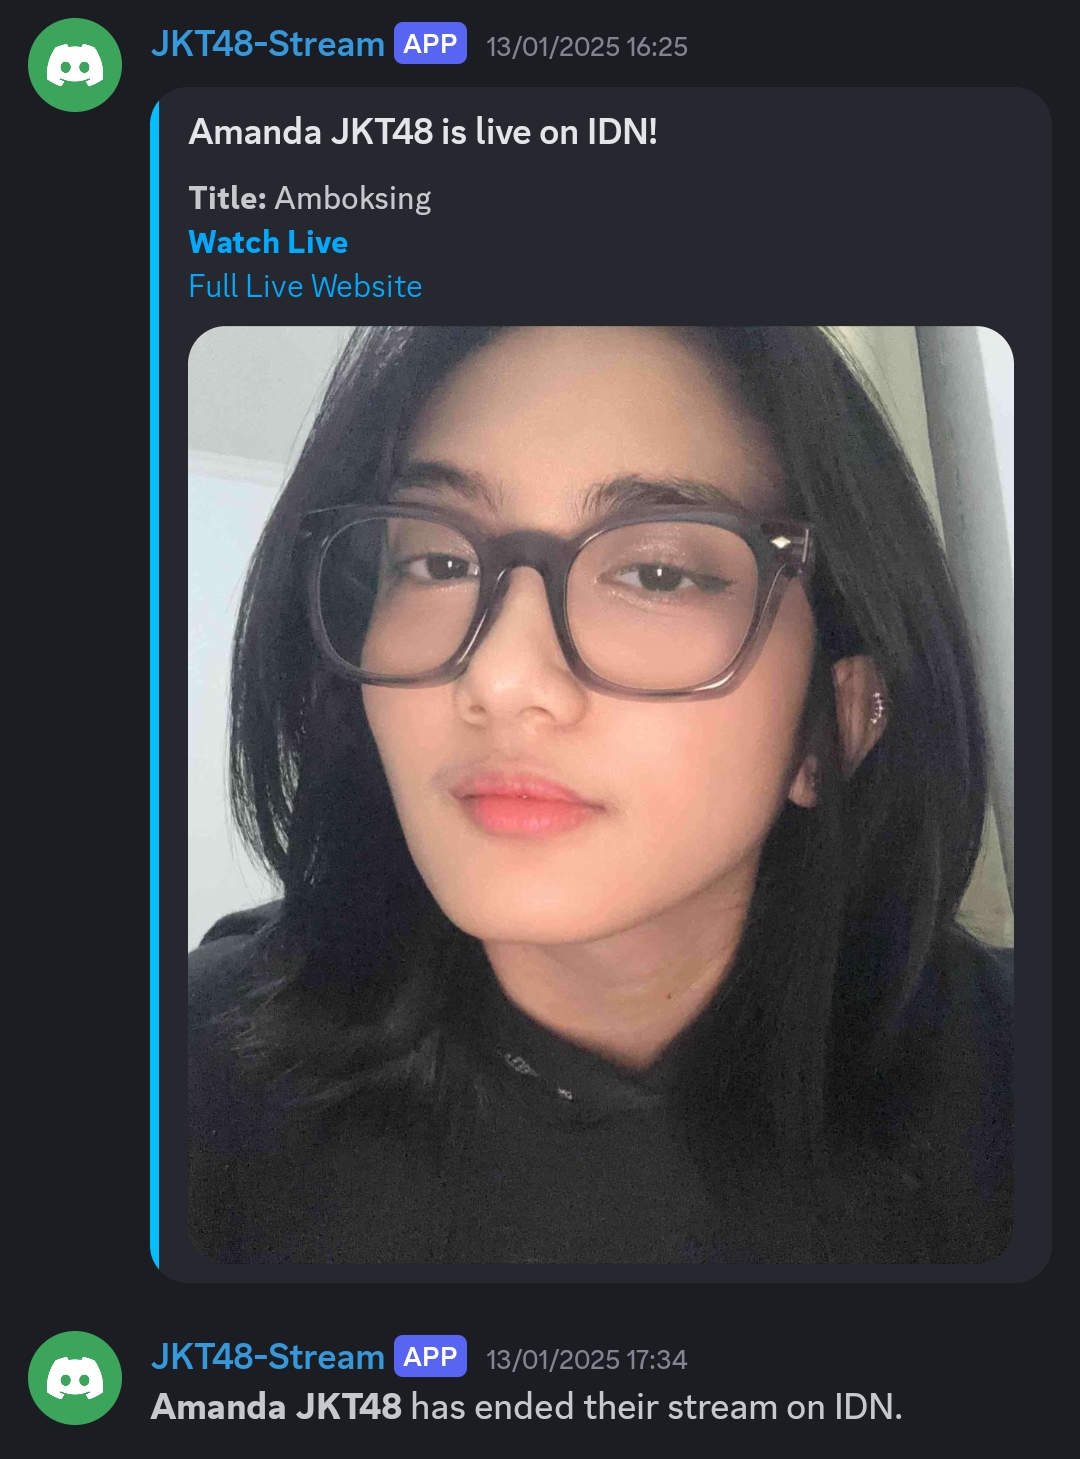 JKT48-Stream APP 13/01/2025 16:25
Amanda JKT48 is live on IDN!
Title: Amboksing
Watch Live
Full Live Website
JKT48-Stream APP 13/01/2025 17:34
Amanda JKT48 has ended their stream on IDN.